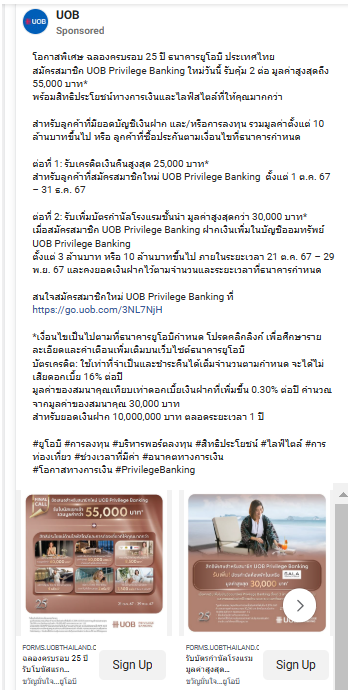 UOB
UOB
Sponsored
โอกาสพิเศษ ฉลองครบรอบ 25 ปี ธนาคารยูโอบี ประเทศไทย
สมัครสมาชิก UOB Privilege Banking ใหม่วันนี้ รับคุ้ม 2 ต่อ มูลค่าสูงสุดถึง
55,000 บาท*
พร้อมสิทธิประโยชน์ทางการเงินและไลฟ์สไตล์ที่ให้คุณมากกว่า
สำหรับลูกค้าที่มียอดบัญชีเงินฝาก และ/หรือการลงทุน รวมมูลค่าตั้งแต่ 10
ล้านบาทขึ้นไป หรือ ลูกค้าที่ซื้อประกันตามเงื่อนไขที่ธนาคารกำหนด
ต่อที่ 1: รับเครดิตเงินคืนสูงสุด 25,000 บาท*
สำหรับลูกค้าที่สมัครสมาชิกใหม่ UOB Privilege Banking ตั้งแต่ 1 ต.ค. 67
– 31 ธ.ค. 67
ต่อที่ 2: รับเพิ่มบัตรกำนัลโรงแรมชั้นนำ มูลค่าสูงสุดกว่า 30,000 บาท*
เมื่อสมัครสมาชิก UOB Privilege Banking ฝากเงินเพิ่มในบัญชีออมทรัพย์
UOB Privilege Banking
ตั้งแต่ 3 ล้านบาท หรือ 10 ล้านบาทขึ้นไป ภายในระยะเวลา 21 ต.ค. 67 – 29
พ.ย. 67 และคงยอดเงินฝากไว้ตามจำนวนและระยะเวลาที่ธนาคารกำหนด
สนใจสมัครสมาชิกใหม่ UOB Privilege Banking ที่
https://go.uob.com/3NL7NjH
*เงื่อนไขเป็นไปตามที่ธนาคารยูโอบีกำหนด โปรดคลิกลิงก์ เพื่อศึกษาราย
ละเอียดและคำเตือนเพิ่มเติมบนเว็บไซต์ธนาคารยูโอบี
บัตรเครดิต: ใช้เท่าที่จำเป็นและชำระคืนได้เต็มจำนวนตามกำหนด จะได้ไม่
เสียดอกเบี้ย 16% ต่อปี
มูลค่าของสมนาคุณเทียบเท่าดอกเบี้ยเงินฝากที่เพิ่มขึ้น 0.30% ต่อปี คำนวณ
จากมูลค่าของสมนาคุณ 30,000 บาท
สำหรับยอดเงินฝาก 10,000,000 บาท ตลอดระยะเวลา 1 ปี
#ยูโอบี #การลงทุน #บริหารพอร์ตลงทุน #สิทธิประโยชน์ #ไลฟ์ไตล์ #การ
ท่องเที่ยว #ช่วงเวลาที่มีค่า #อนาคตทางการเงิน
#โอกาสทางการเงิน #PrivilegeBanking
UOB Privilege Banking
55,000 บาท*
25
UOB
UOB Privilege Banking
SALA
30,000 บาท*
25
UOB
FORMS.UOBTHAILAND.C
ฉลองครบรอบ 25 ปี
รับโบนัสแรก...
ขวัญมั่นใจ...ยูโอบี
Sign Up
FORMS.UOBTHAILAND.C
รับบัตรกำนัลโรงแรม
มูลค่าสูงสุด...
ขวัญมั่นใจ...ยูโอบี
Sign Up